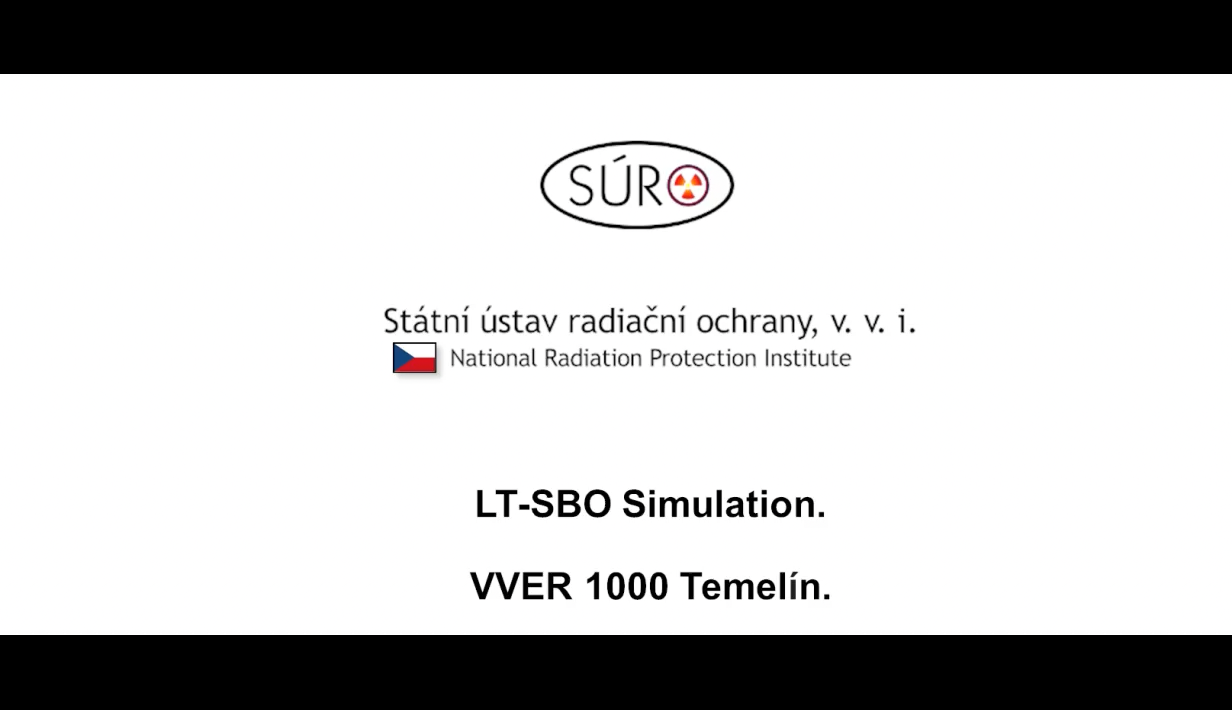 SÚRO
Státní ústav radiační ochrany, v. v. i.
National Radiation Protection Institute
LT-SBO Simulation.
VVER 1000 Temelín.